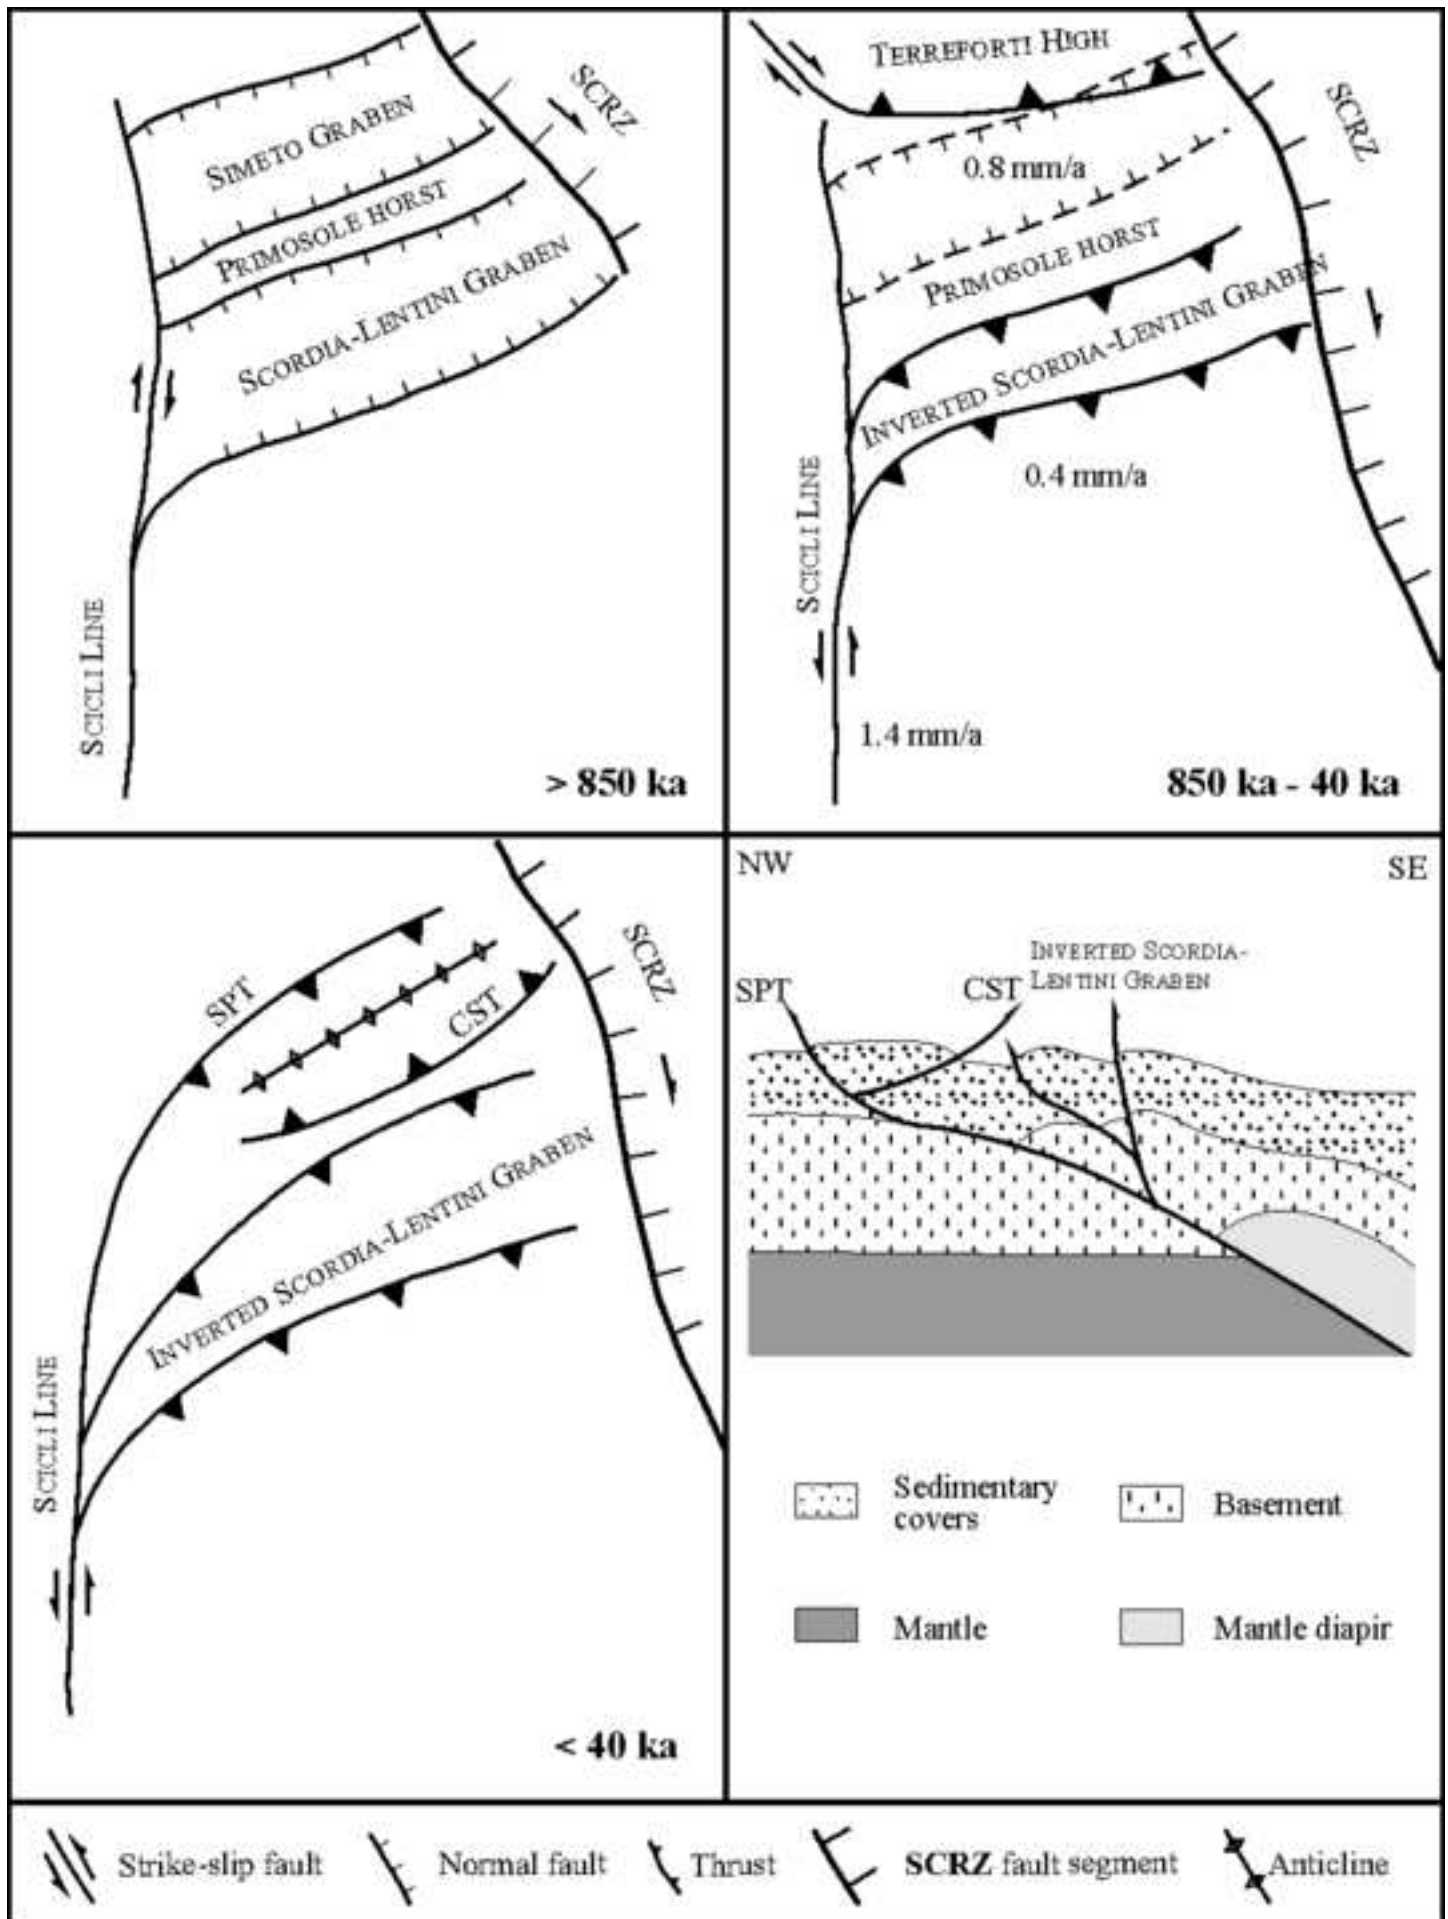 SIMETO GRABEN
PRIMOSOLE HORST
SCORDIA-LENTINI GRABEN
SCRZ
SCICLI LINE
> 850 ka
TERREFORTI HIGH
SCRZ
0.8 mm/a
PRIMOSOLE HORST
INVERTED SCORDIA-LENTINI GRABEN
0.4 mm/a
SCICLI LINE
1.4 mm/a
850 ka - 40 ka
SPT
CST
SCRZ
INVERTED SCORDIA-LENTINI GRABEN
SCICLI LINE
< 40 ka
NW
SE
SPT
CST
INVERTED SCORDIA-
LENTINI GRABEN
Sedimentary
covers
Basement
Mantle
Mantle diapir
Strike-slip fault
Normal fault
Thrust
SCRZ fault segment
Anticline